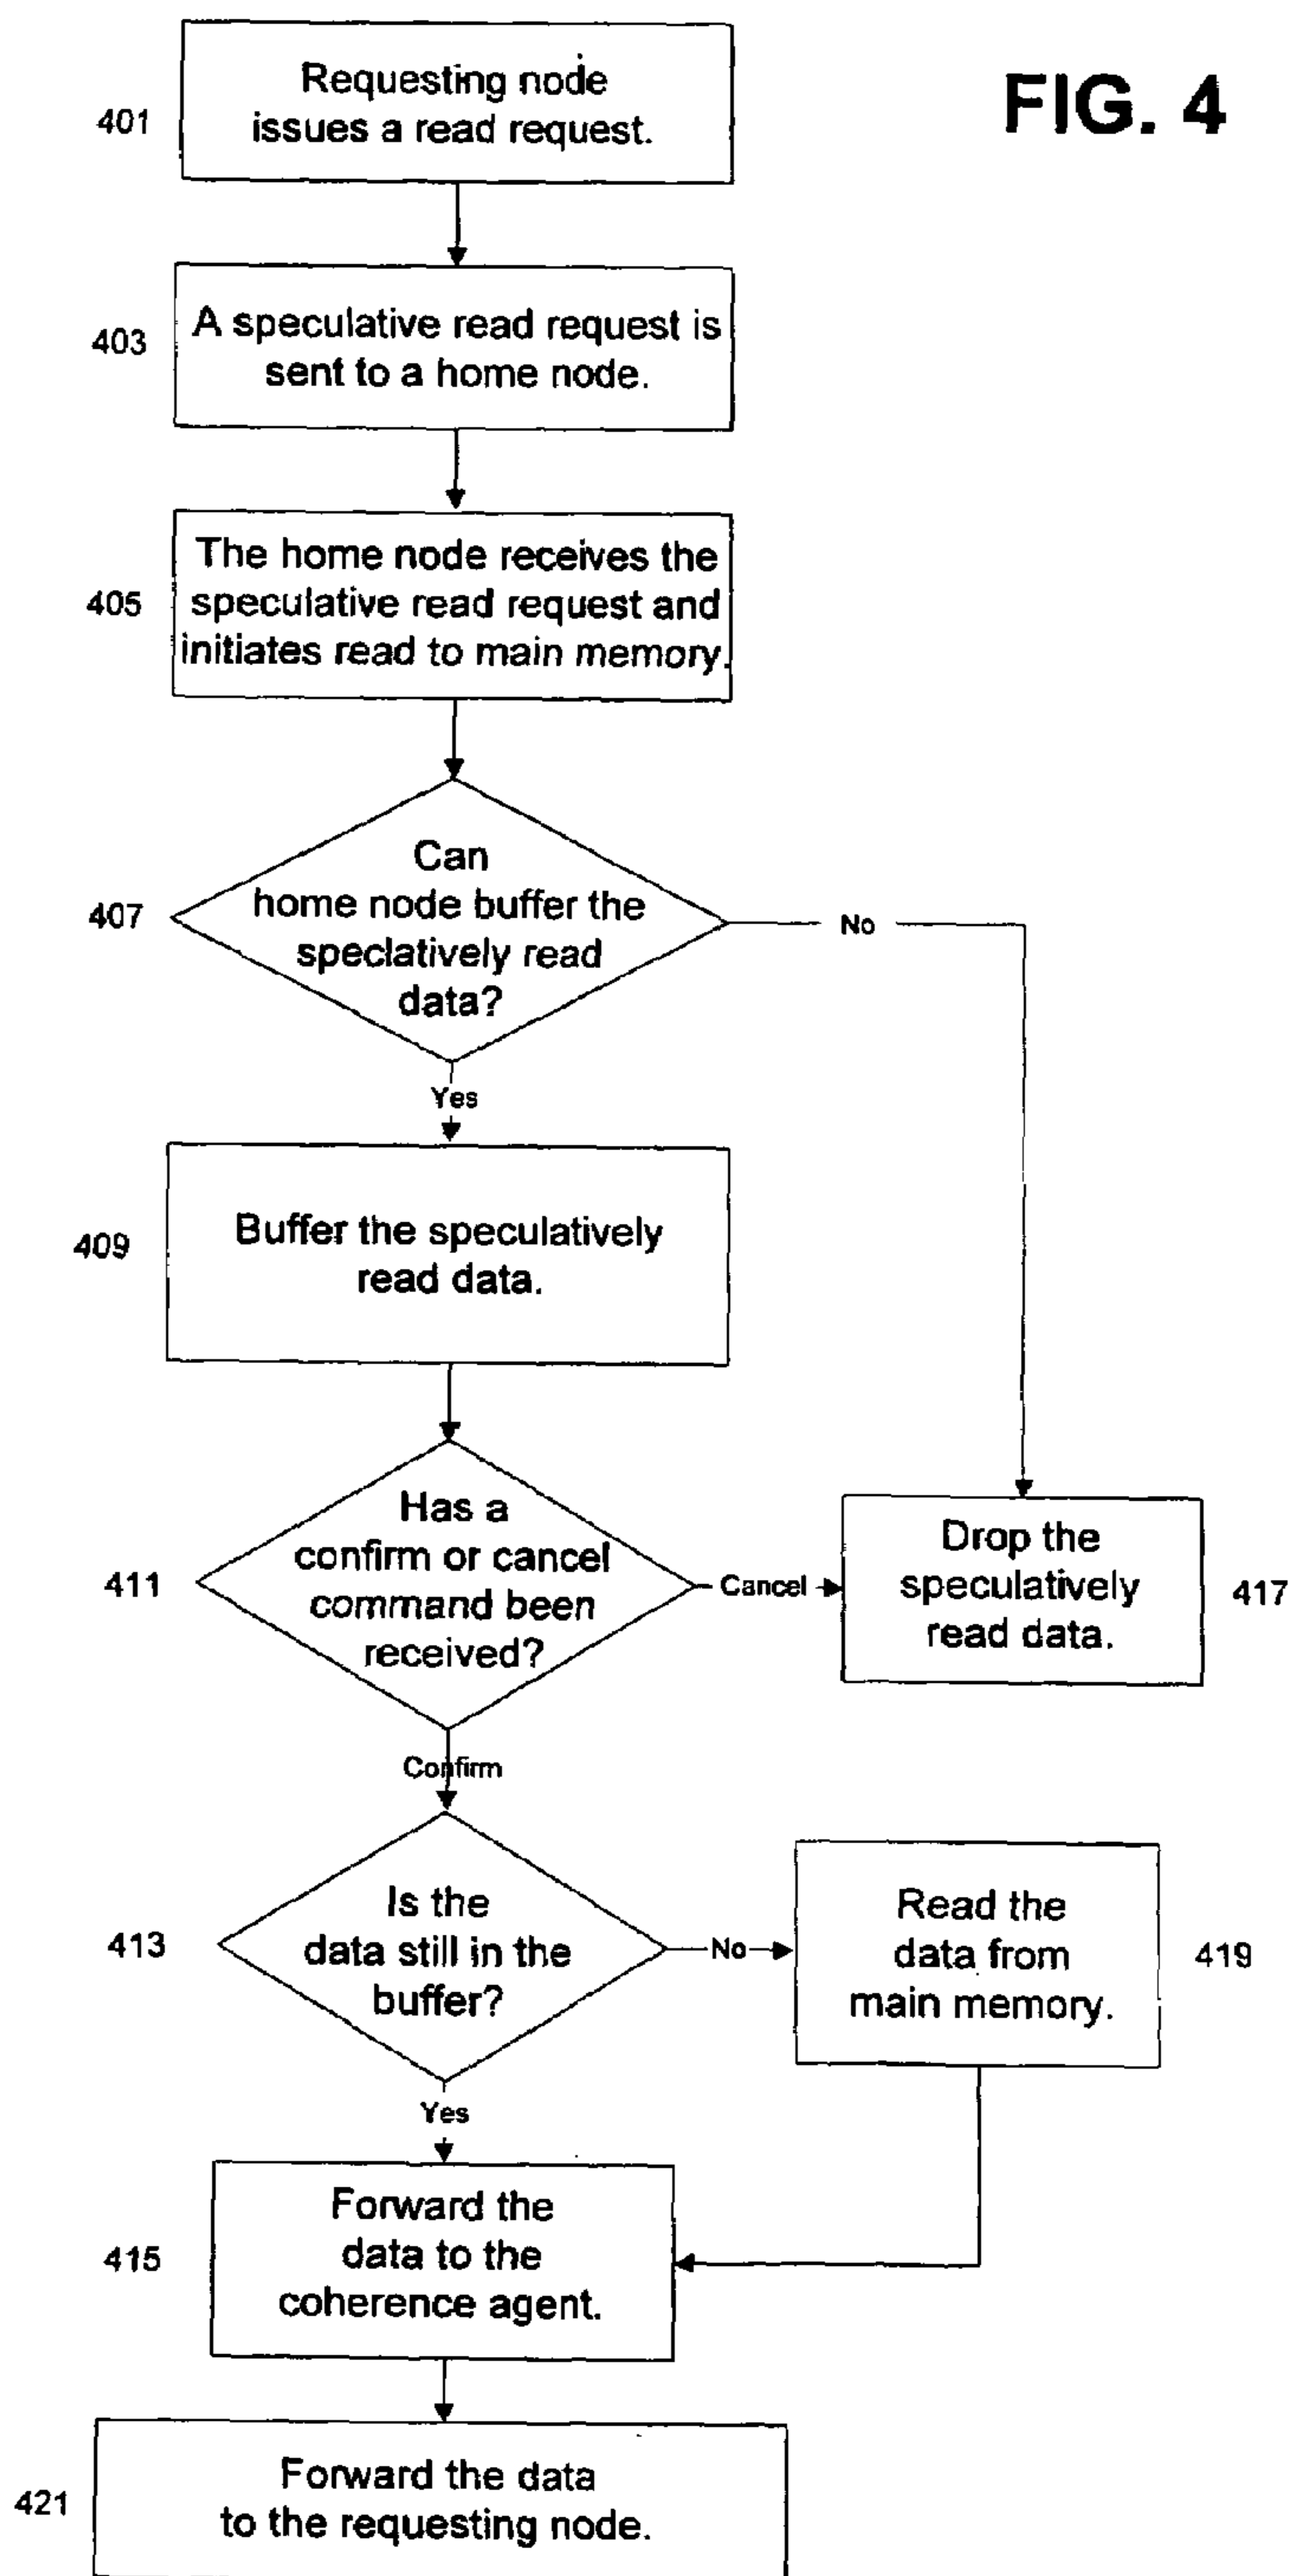 FIG. 4
401
Requesting node
issues a read request.
403
A speculative read request is
sent to a home node.
405
The home node receives the
speculative read request and
initiates read to main memory.
407
Can
home node buffer the
speclatively read
data?
No
Yes
409
Buffer the speculatively
read data.
411
Has a
confirm or cancel
command been
received?
Cancel
Drop the
speculatively
read data.
417
Confirm
413
Is the
data still in the
buffer?
No
Read the
data from
main memory.
419
Yes
415
Forward the
data to the
coherence agent.
421
Forward the data
to the requesting node.